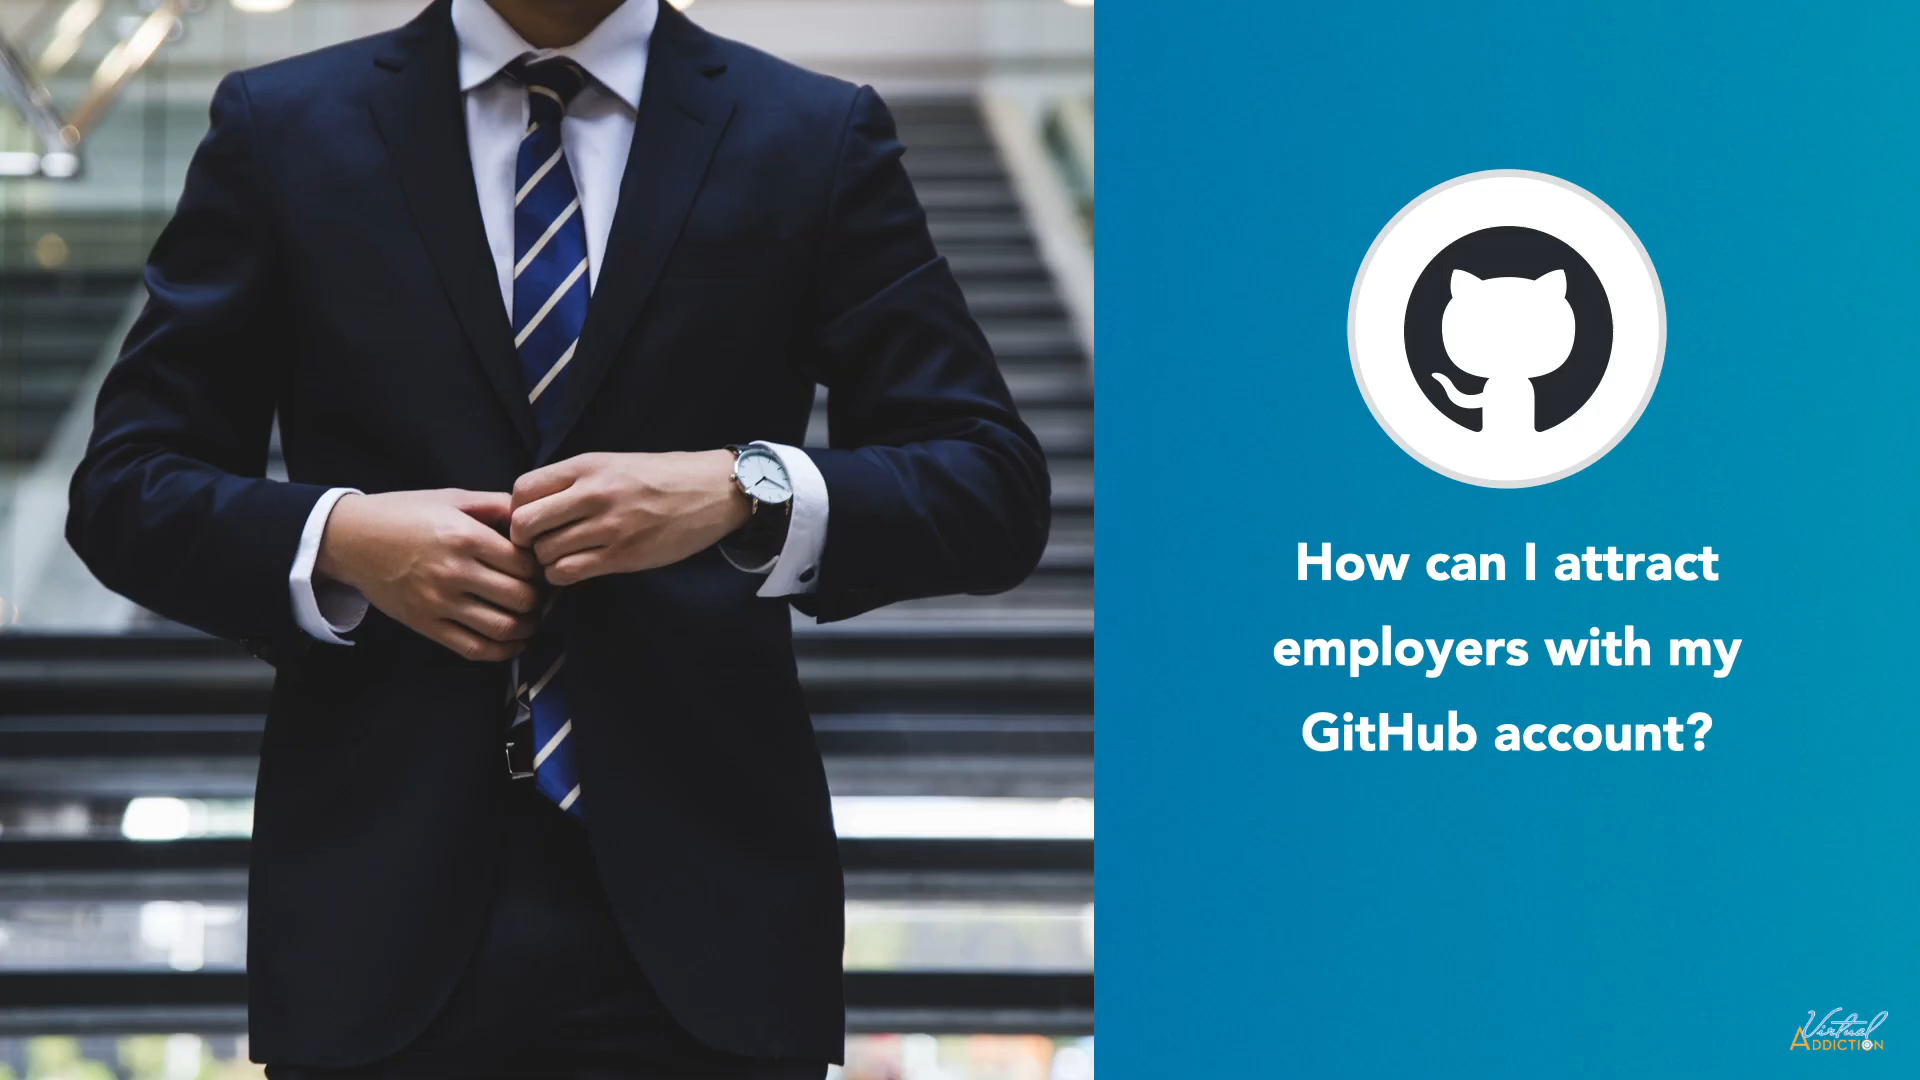 How can I attract
employers with my
GitHub account?
Virtual
ADDICTION